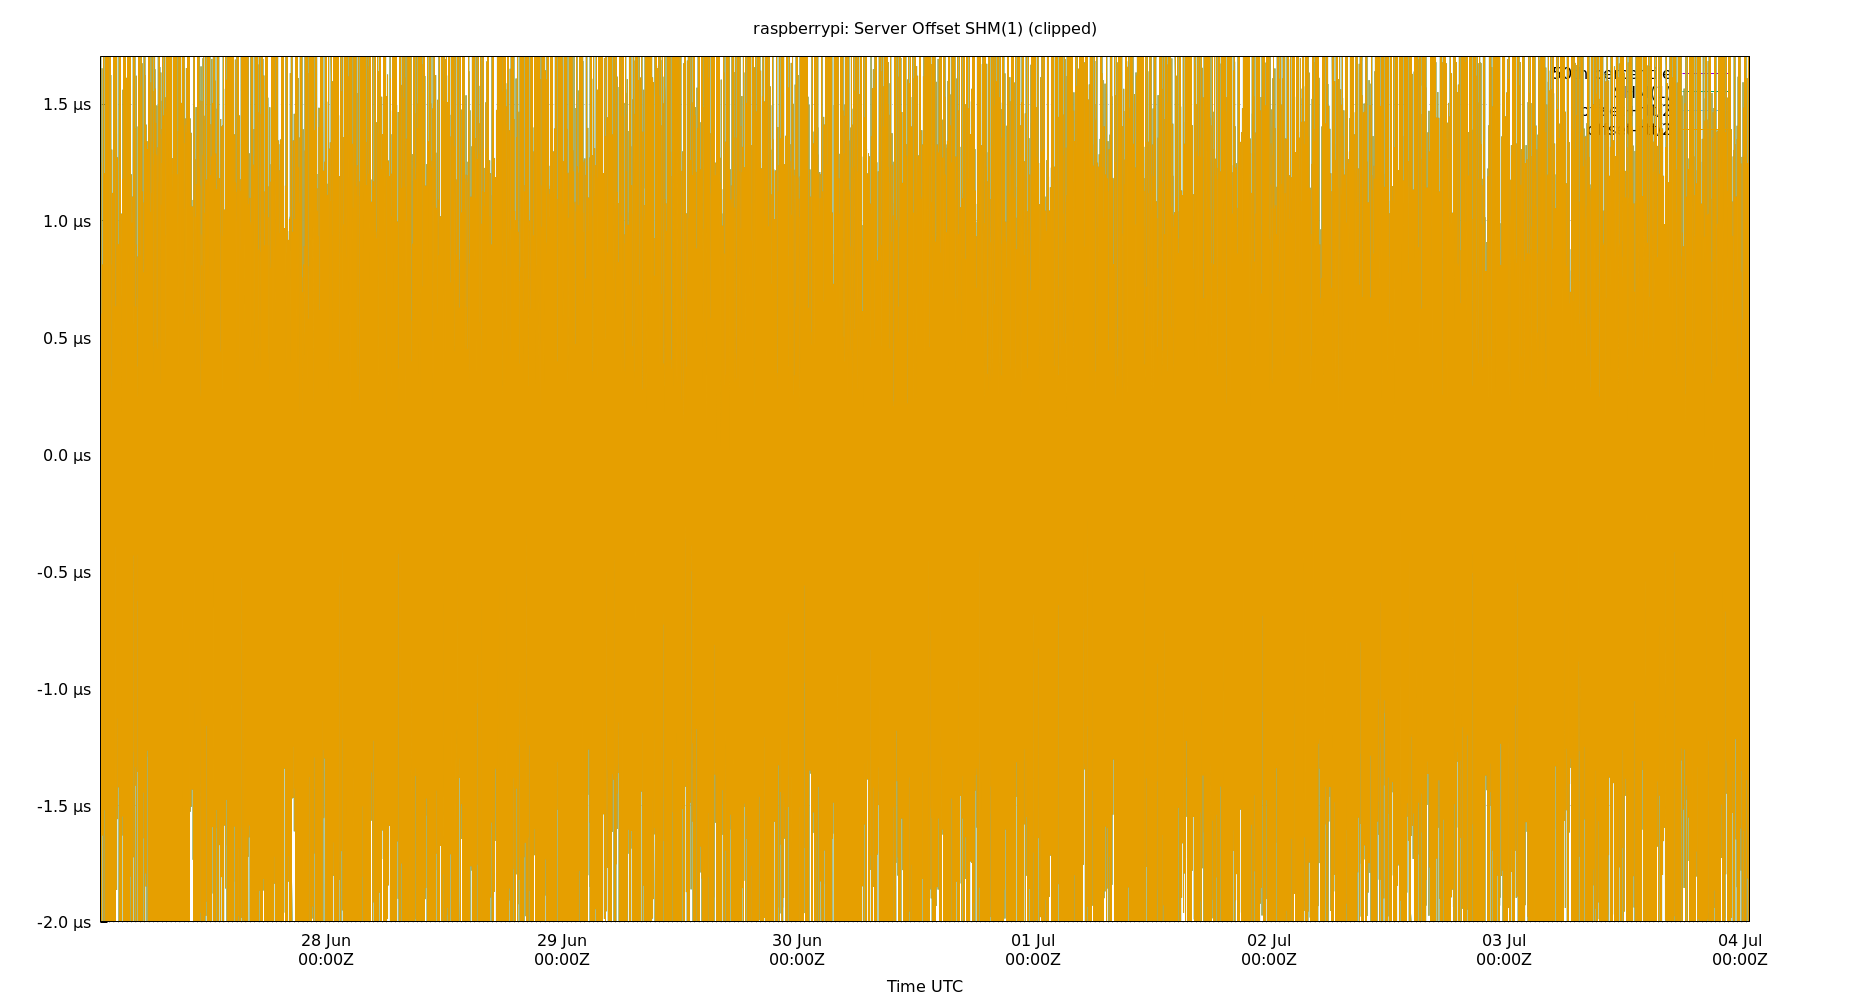 raspberrypi: Server Offset SHM(1) (clipped)
1.5 µs
1.0 µs
0.5 µs
0.0 µs
-0.5 µs
-1.0 µs
-1.5 µs
-2.0 µs
28 Jun 29 Jun 30 Jun 01 Jul 02 Jul 03 Jul 04 Jul
00:00Z 00:00Z 00:00Z 00:00Z 00:00Z 00:00Z 00:00Z
Time UTC